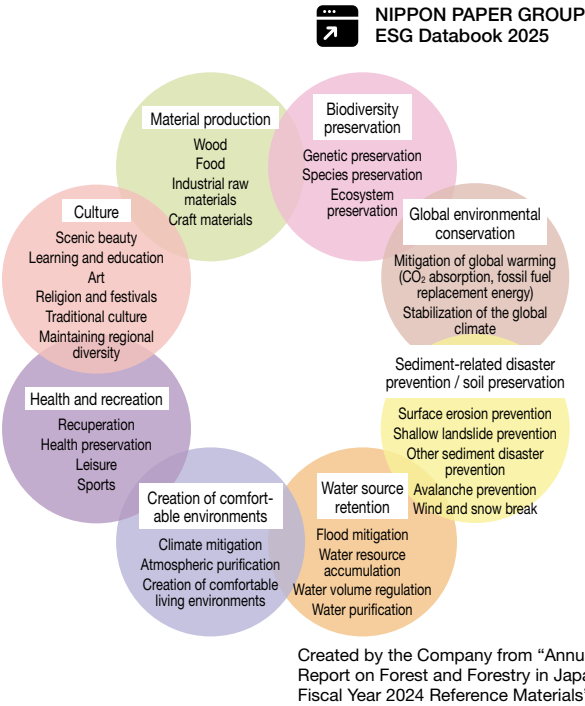 NIPPON PAPER GROUP
ESG Databook 2025
Material production
Wood
Food
Industrial raw
materials
Craft materials
Biodiversity
preservation
Genetic preservation
Species preservation
Ecosystem
preservation
Global environmental
conservation
Mitigation of global warming
(CO₂ absorption, fossil fuel
replacement energy)
Stabilization of the global
climate
Sediment-related disaster
prevention / soil preservation
Surface erosion prevention
Shallow landslide prevention
Other sediment disaster
prevention
Avalanche prevention
Wind and snow break
Water source
retention
Flood mitigation
Water resource
accumulation
Water volume regulation
Water purification
Creation of comfort-
able environments
Climate mitigation
Atmospheric purification
Creation of comfortable
living environments
Health and recreation
Recuperation
Health preservation
Leisure
Sports
Culture
Scenic beauty
Learning and education
Art
Religion and festivals
Traditional culture
Maintaining regional
diversity
Created by the Company from “Annu
Report on Forest and Forestry in Japa
Fiscal Year 2024 Reference Materials”